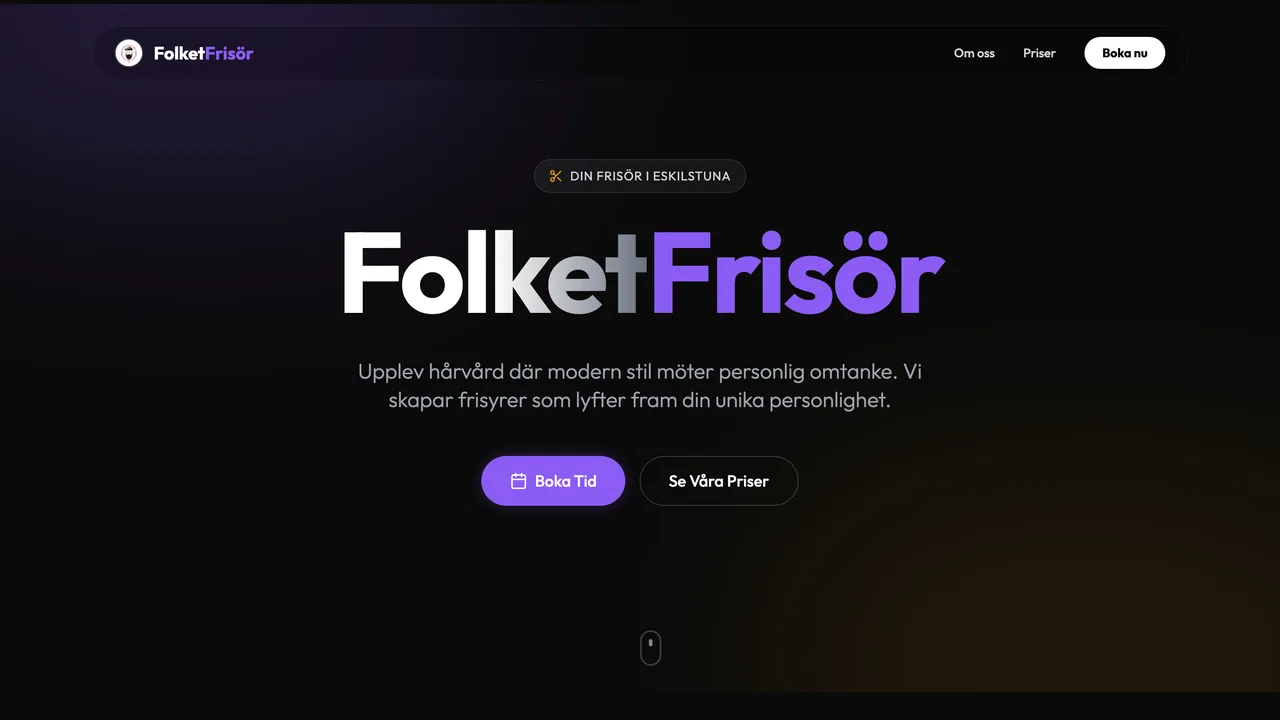 FolketFrisör
Om oss
Priser
Boka nu
DIN FRISÖR I ESKILSTUNA
FolketFrisör
Upplev hårvård där modern stil möter personlig omtanke. Vi
skapar frisyrer som lyfter fram din unika personlighet.
Boka Tid
Se Våra Priser